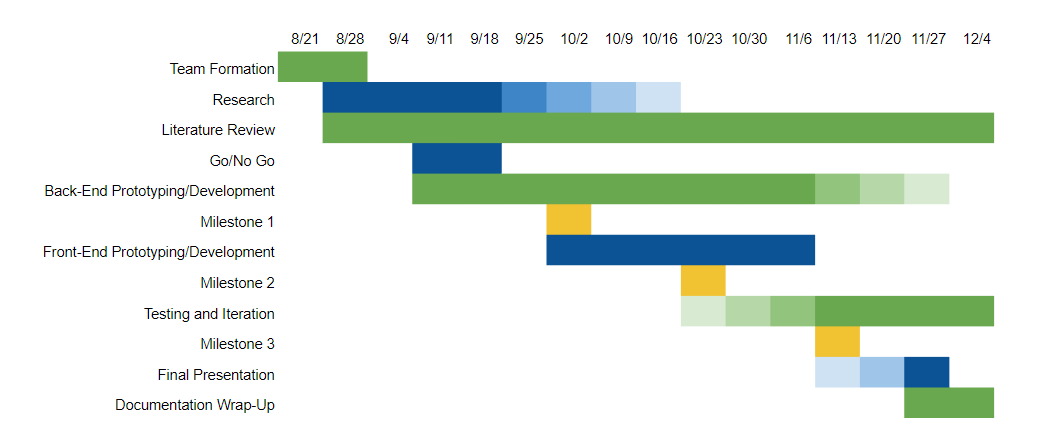 8/21 8/28 9/4 9/11 9/18 9/25 10/2 10/9 10/16 10/23 10/30 11/6 11/13 11/20 11/27 12/4
Team Formation
Research
Literature Review
Go/No Go
Back-End Prototyping/Development
Milestone 1
Front-End Prototyping/Development
Milestone 2
Testing and Iteration
Milestone 3
Final Presentation
Documentation Wrap-Up